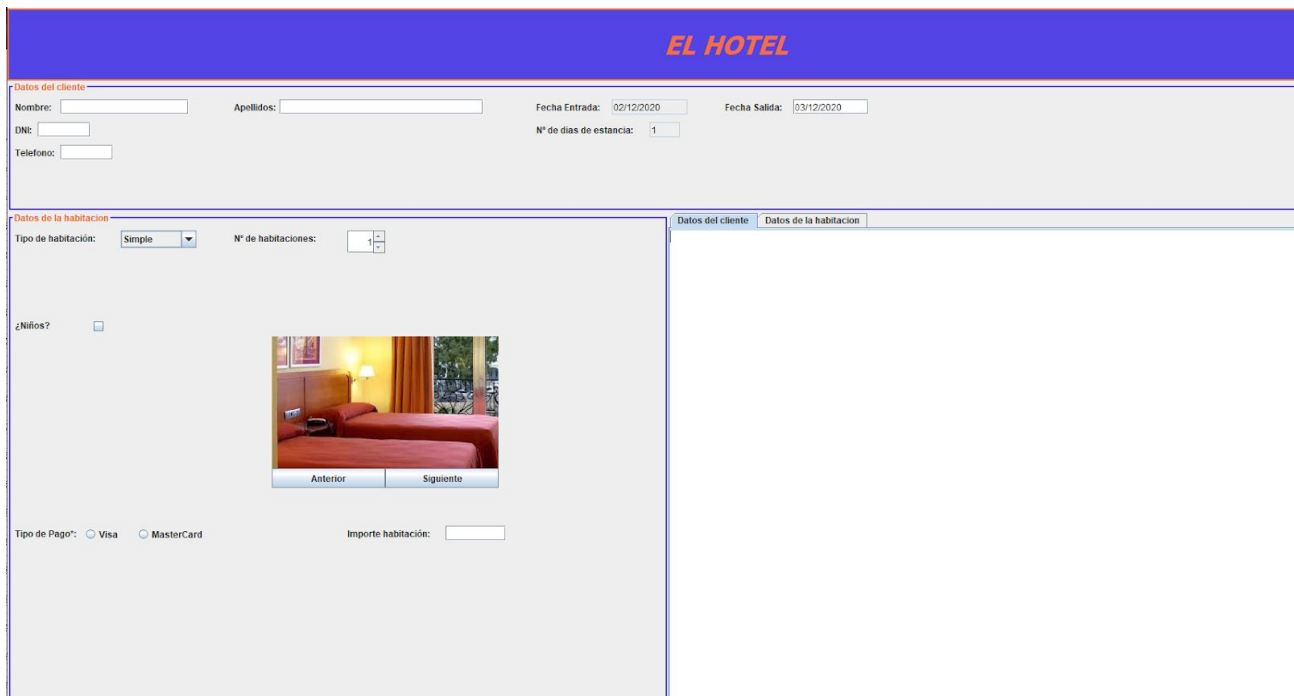 EL HOTEL
Datos del cliente
Nombre: Apellidos: Fecha Entrada: 02/12/2020 Fecha Salida: 03/12/2020
DNI: Nº de dias de estancia: 1
Telefono:
Datos de la habitacion
Datos del cliente Datos de la habitacion
Tipo de habitación: Simple Nº de habitaciones: 1
¿Niños?
Anterior Siguiente
Tipo de Pago*: Visa MasterCard Importe habitación: